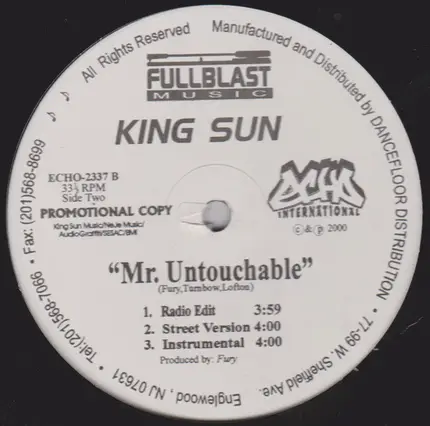 ♪ ♪ All Rights Reserved Manufactured and Distributed by DANCEFLOOR DISTRIBUTION • 77-99 W. Sheffield Ave. Englewood, NJ 07631 • Tel:(201)568-7066 • Fax: (201)568-8699
FULLBLAST
MUSIC
KING SUN
ECHO-2337 B
33⅓ RPM
Side Two
PROMOTIONAL COPY
King Sun Music/NeJe Music/
AudioGraffiti/SESAC/BMI
ECHO
INTERNATIONAL
©&℗ 2000
“Mr. Untouchable”
(Fury,Turnbow,Lofton)
1. Radio Edit 3:59
2. Street Version 4:00
3. Instrumental 4:00
Produced by: Fury